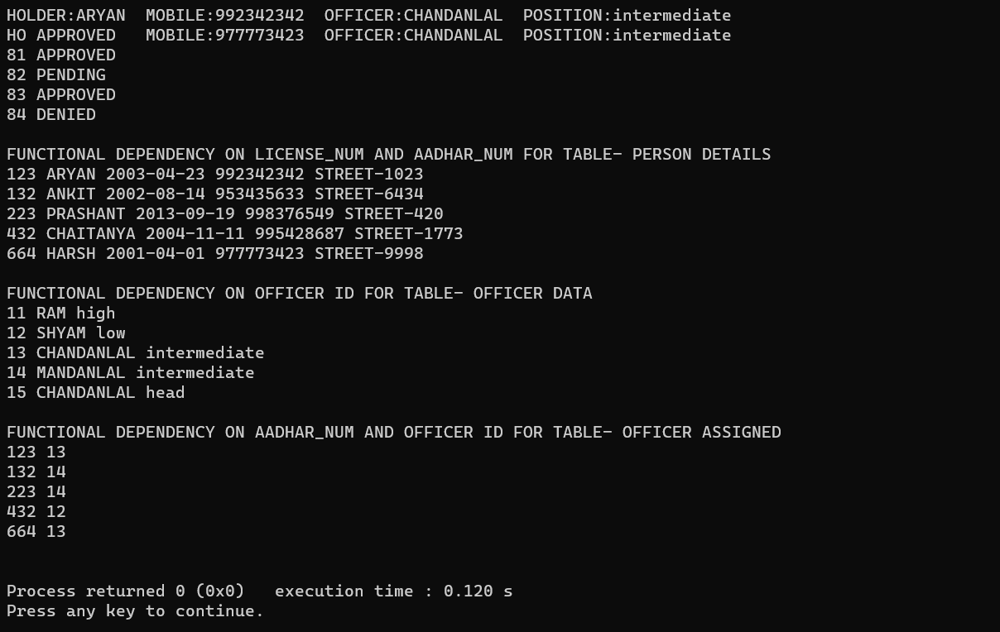 HOLDER:ARYAN  MOBILE:992342342  OFFICER:CHANDANLAL  POSITION:intermediate
HO APPROVED   MOBILE:977773423  OFFICER:CHANDANLAL  POSITION:intermediate
81 APPROVED
82 PENDING
83 APPROVED
84 DENIED

FUNCTIONAL DEPENDENCY ON LICENSE_NUM AND AADHAR_NUM FOR TABLE- PERSON DETAILS
123 ARYAN 2003-04-23 992342342 STREET-1023
132 ANKIT 2002-08-14 953435633 STREET-6434
223 PRASHANT 2013-09-19 998376549 STREET-420
432 CHAITANYA 2004-11-11 995428687 STREET-1773
664 HARSH 2001-04-01 977773423 STREET-9998

FUNCTIONAL DEPENDENCY ON OFFICER ID FOR TABLE- OFFICER DATA
11 RAM high
12 SHYAM low
13 CHANDANLAL intermediate
14 MANDANLAL intermediate
15 CHANDANLAL head

FUNCTIONAL DEPENDENCY ON AADHAR_NUM AND OFFICER ID FOR TABLE- OFFICER ASSIGNED
123 13
132 14
223 14
432 12
664 13

Process returned 0 (0x0)   execution time : 0.120 s
Press any key to continue.